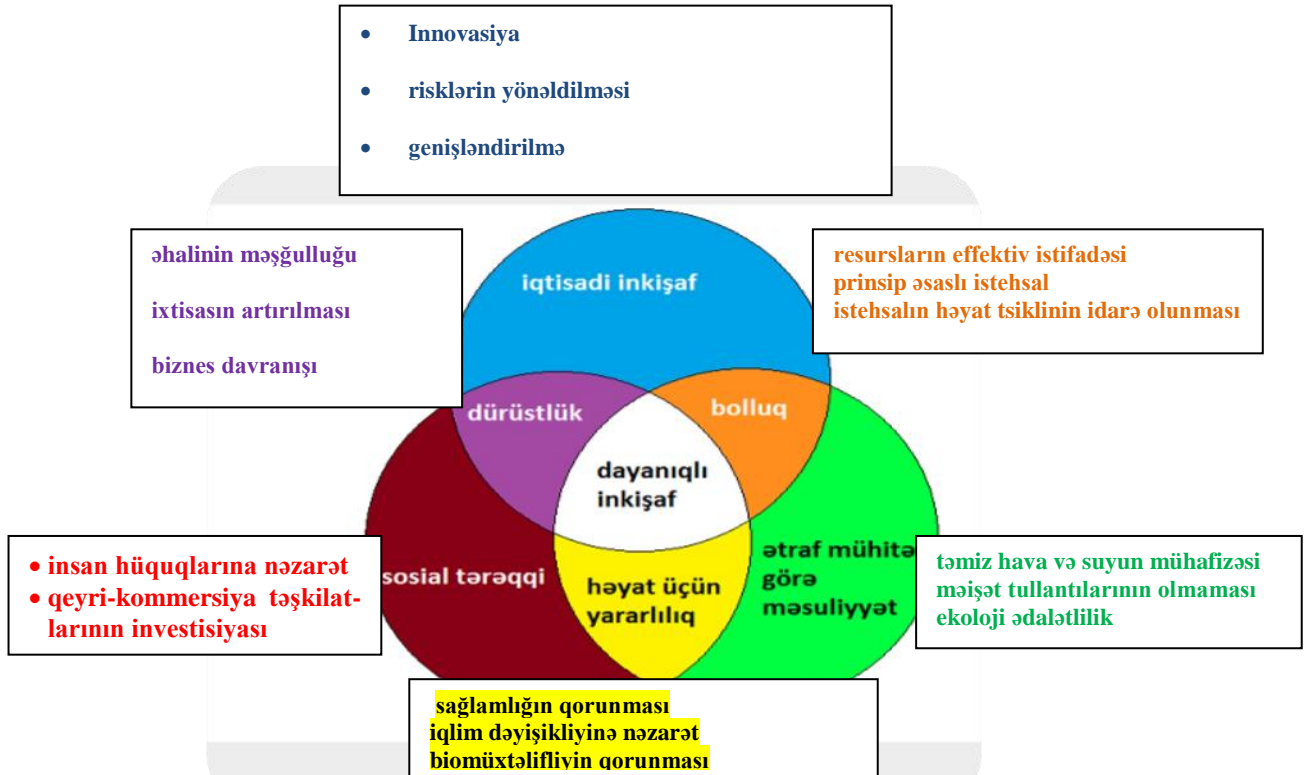 Innovasiya
risklərin yönəldilməsi
genişləndirilmə
əhalinin məşğulluğu
ixtisasın artırılması
biznes davranışı
iqtisadi inkişaf
resursların effektiv istifadəsi
prinsip əsaslı istehsal
istehsalın həyat tsiklinin idarə olunması
dürüstlük
bolluq
dayanıqlı
inkişaf
• insan hüquqlarına nəzarət
• qeyri-kommersiya təşkilat-
larının investisiyası
sosial tərəqqi
həyat üçün
yararlılıq
ətraf mühitə
görə
məsuliyyət
təmiz hava və suyun mühafizəsi
məişət tullantılarının olmaması
ekoloji ədalətlilik
sağlamlığın qorunması
iqlim dəyişikliyinə nəzarət
biomüxtəlifliyin qorunması